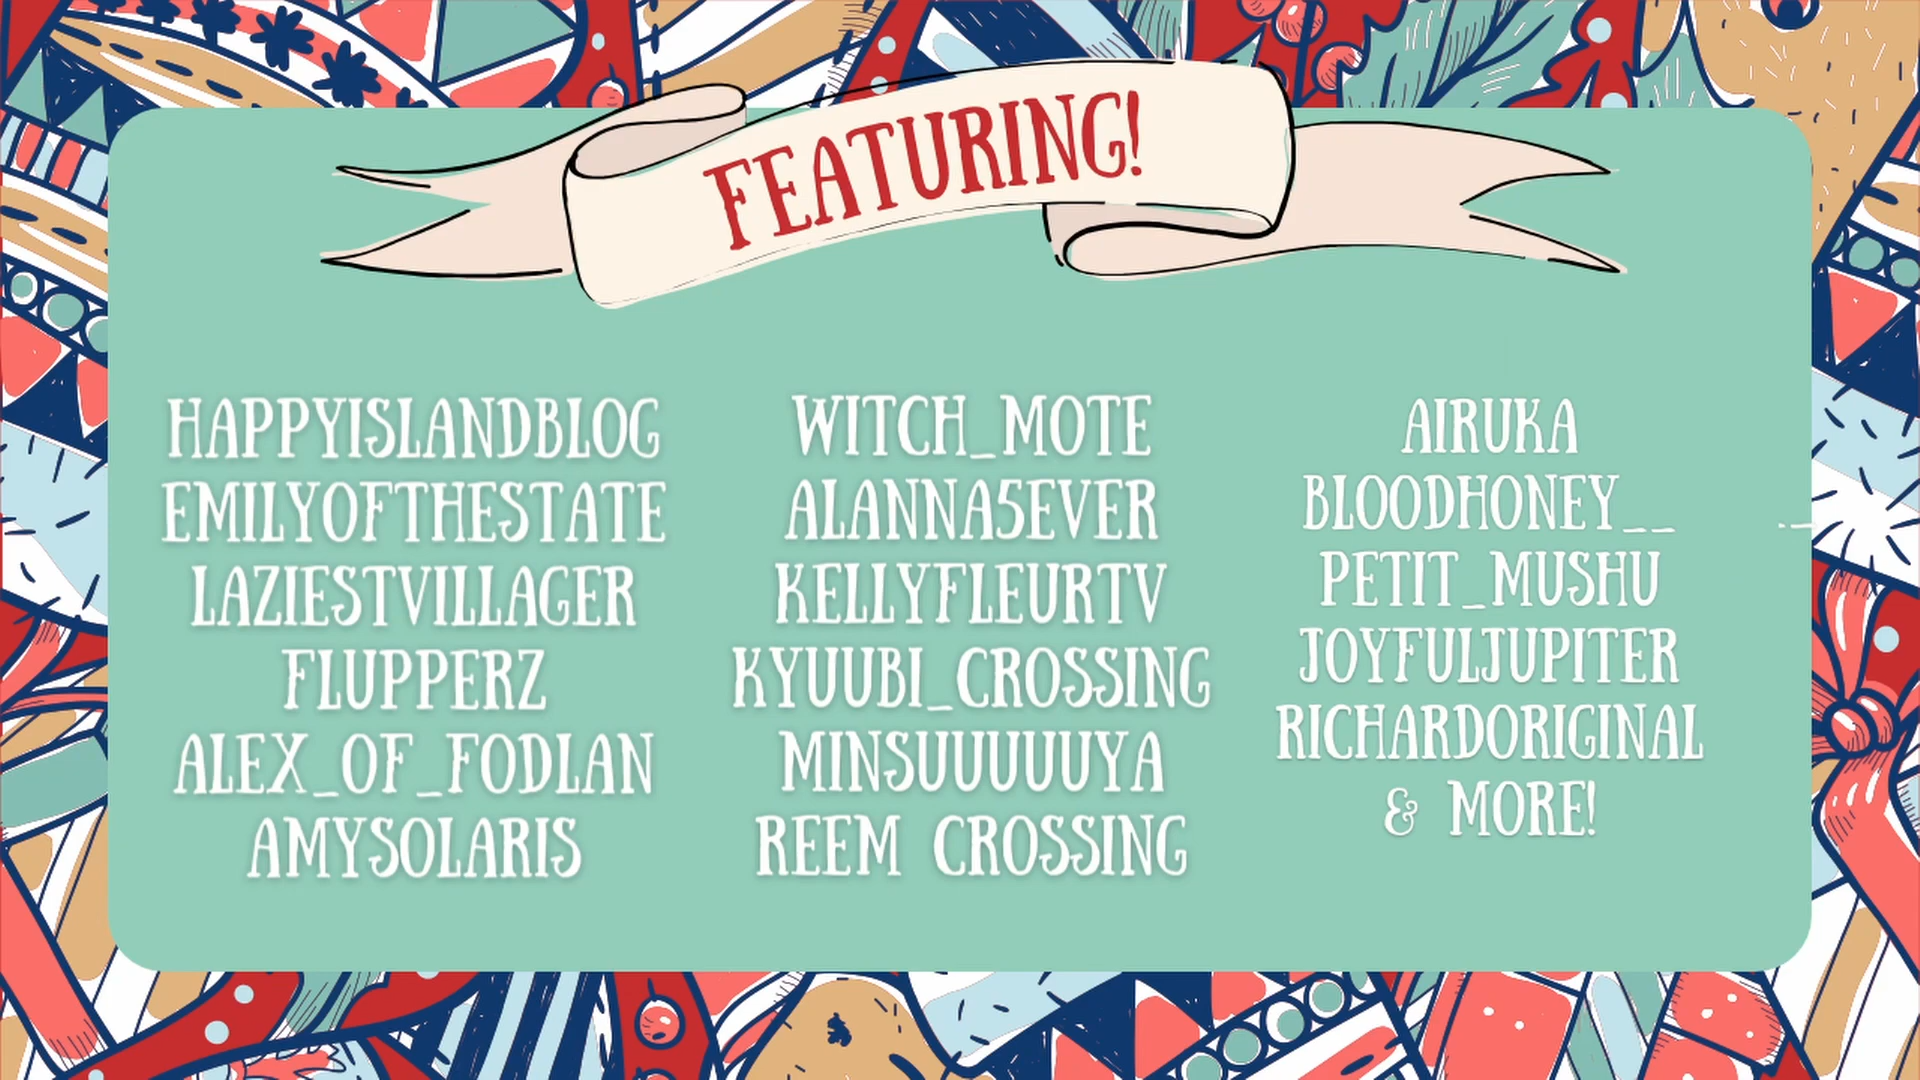 FEATURING!
HAPPYISLANDBLOG
EMILYOFTHESTATE
LAZIESTVILLAGER
FLUPPERZ
ALEX_OF_FODLAN
AMYSOLARIS
WITCH_MOTE
ALANNA5EVER
KELLYFLEURTV
KYUUBI_CROSSING
MINSUUUUUYA
REEM CROSSING
AIRUKA
BLOODHONEY__
PETIT_MUSHU
JOYFULJUPITER
RICHARDORIGINAL
& MORE!